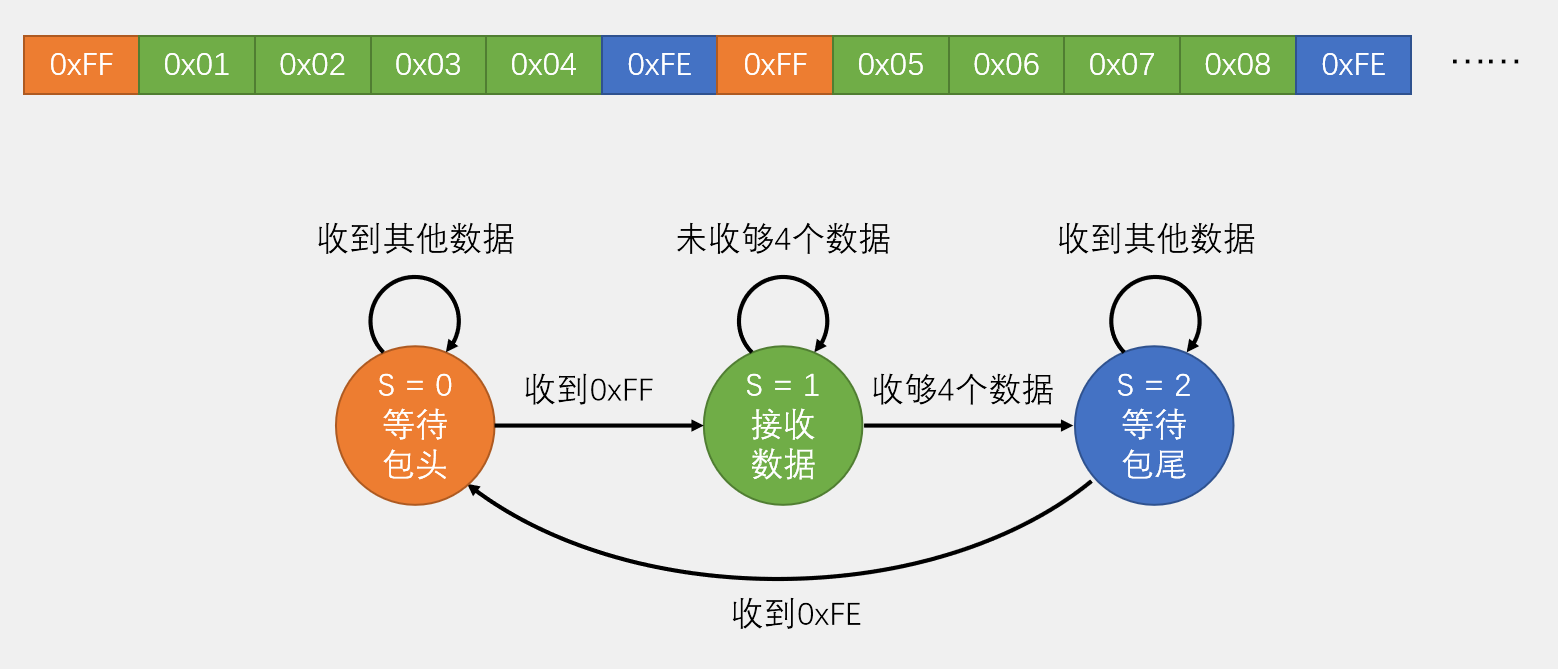 0xFF 0x01 0x02 0x03 0x04 0xFE 0xFF 0x05 0x06 0x07 0x08 0xFE ……
收到其他数据
未收够4个数据
收到其他数据
S = 0
等待
包头
收到0xFF
S = 1
接收
数据
收够4个数据
S = 2
等待
包尾
收到0xFE